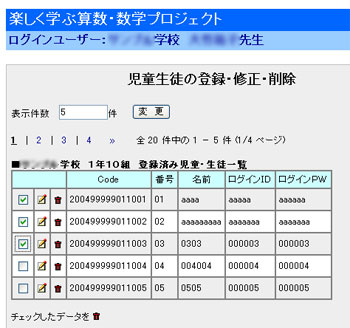 楽しく学ぶ算数・数学プロジェクト
ログインユーザー: 学校 先生
児童生徒の登録・修正・削除
表示件数 5 件 変更
1 | 2 | 3 | 4 » 全 20 件中の 1 - 5 件 (1/4 ページ)
■ 学校 1年10組 登録済み児童・生徒一覧
Code 番号 名前 ログインID ログインPW
200499999011001 01 aaaa aaaaa aaaaaa
200499999011002 02 aaaaaaaaa aaaaaaa aaaaaaa
200499999011003 03 0303 000003 000003
200499999011004 04 004004 000004 000004
200499999011005 05 0505 000005 000005
チェックしたデータを